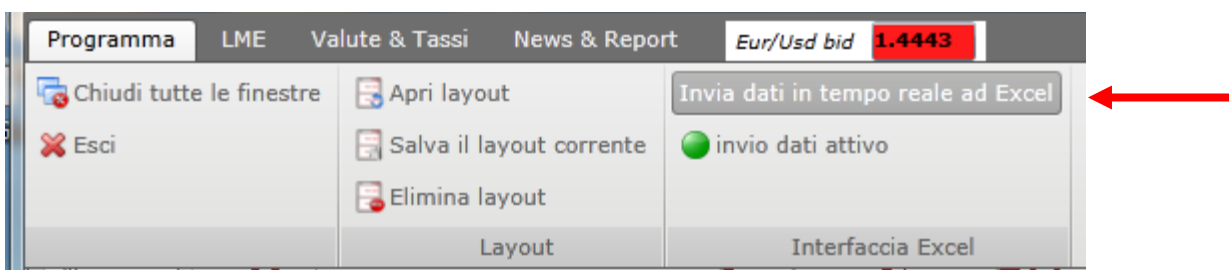 Programma LME Valute & Tassi News & Report Eur/Usd bid 1.4443
Chiudi tutte le finestre Apri layout Invia dati in tempo reale ad Excel
Esci Salva il layout corrente invio dati attivo
Elimina layout
Layout Interfaccia Excel